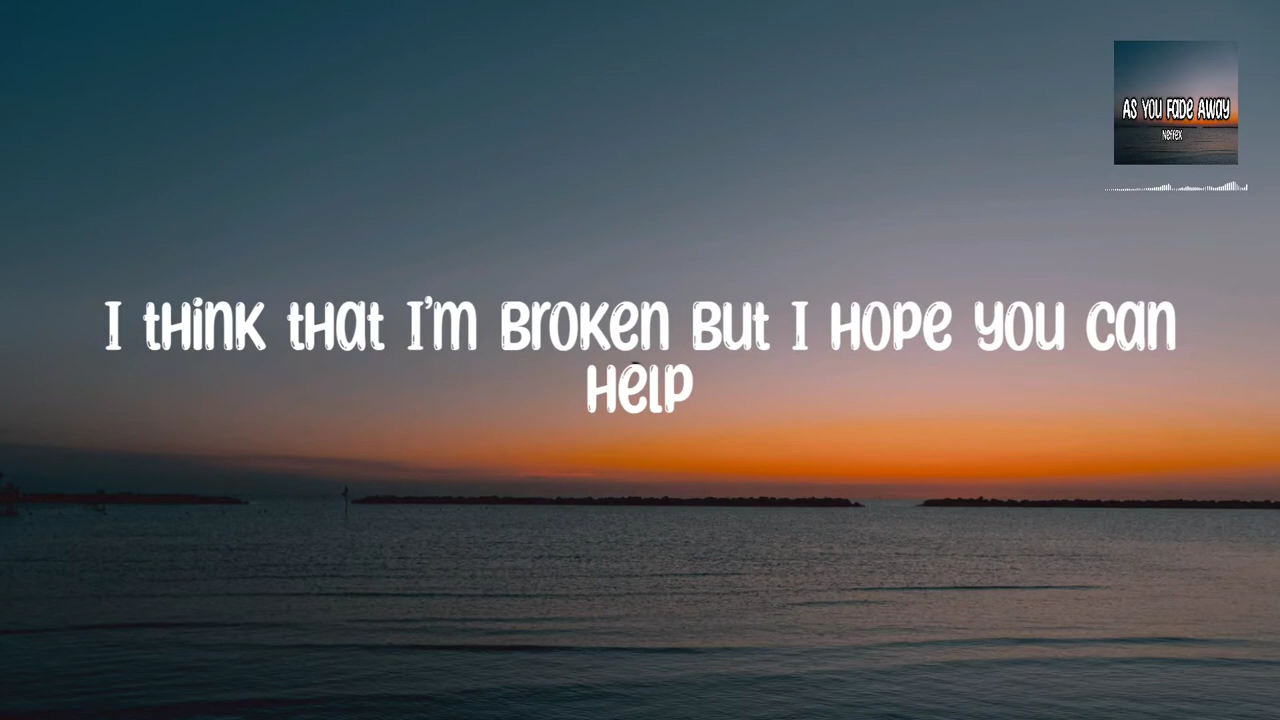 AS YOU FADE AWAY
Neffex
I THINK THAT I'M BROKEN BUT I HOPE YOU CAN
HELP